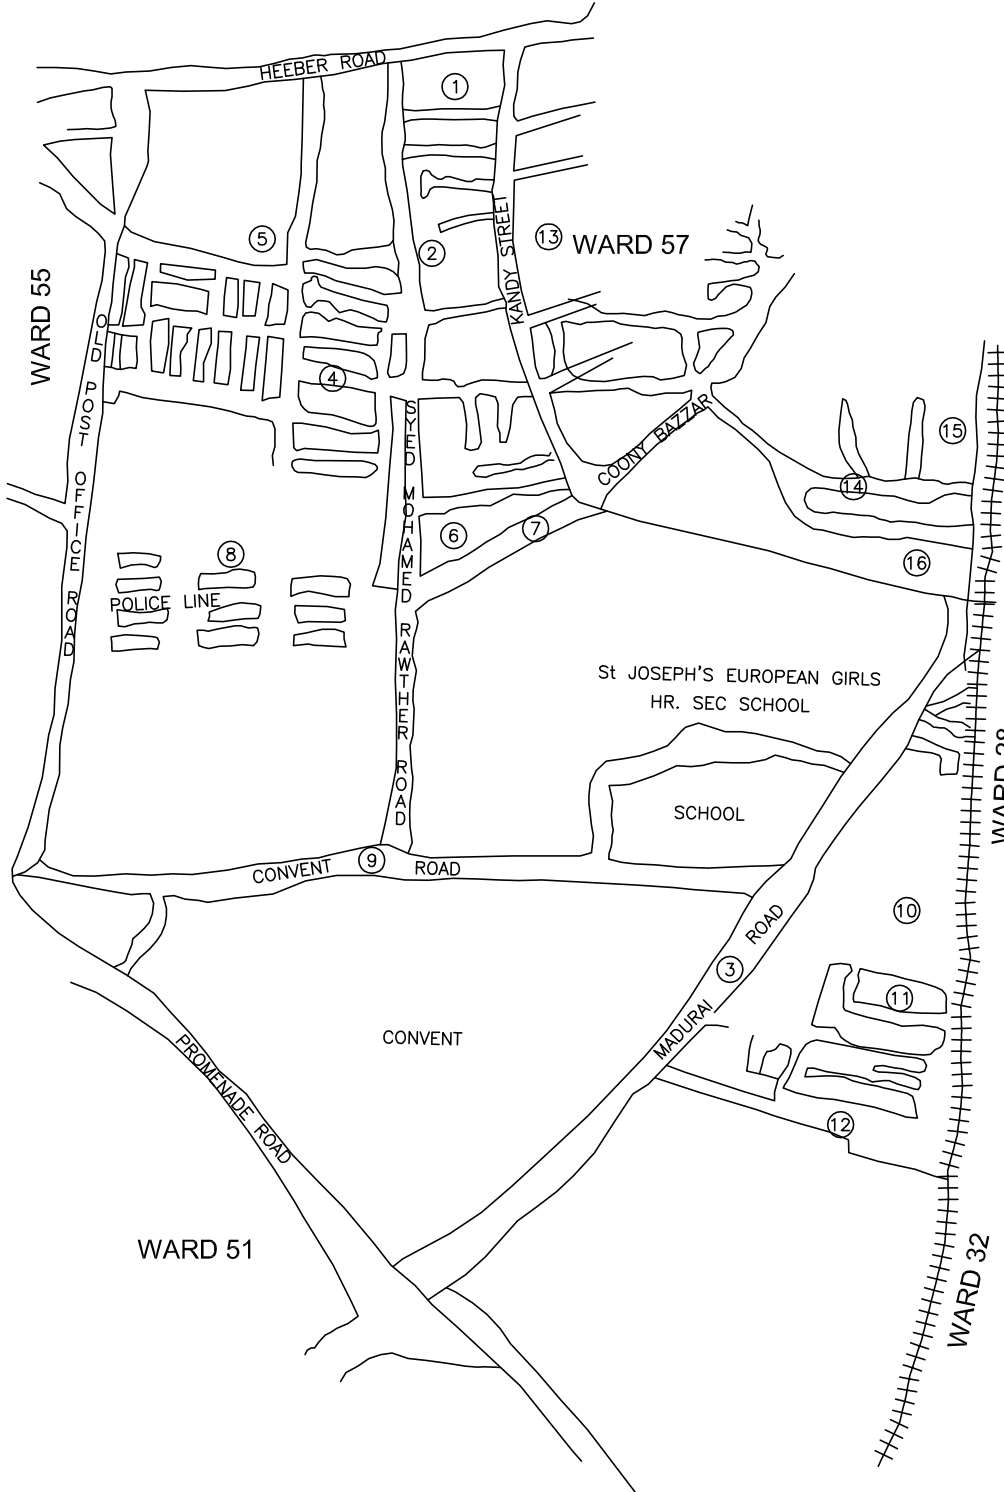 HEEBER ROAD
1
5
2
13
WARD 57
KANDY STREET
WARD 55
OLD POST OFFICE ROAD
4
SYED MOHAMED RAWTHER ROAD
COONY BAZZAR
15
14
6
7
8
16
POLICE LINE
St JOSEPH'S EUROPEAN GIRLS
HR. SEC SCHOOL
SCHOOL
CONVENT
9
ROAD
10
MADURAI ROAD
3
11
CONVENT
PROMENADE ROAD
12
WARD 51
WARD 32